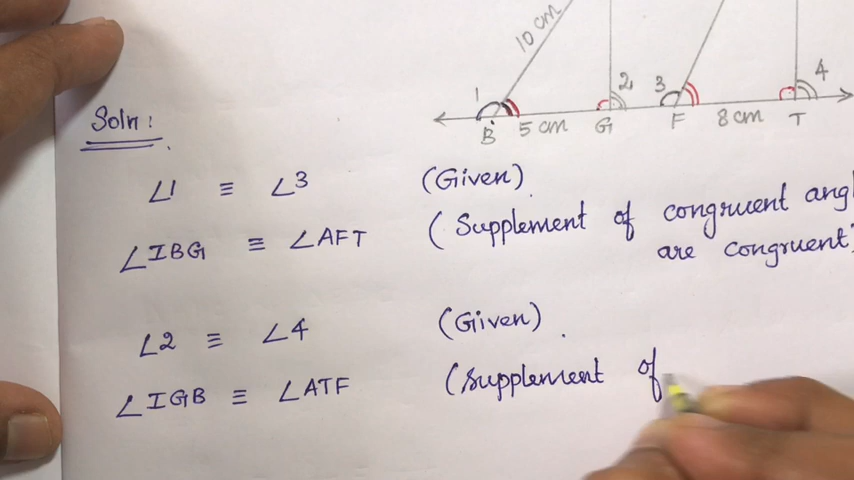 10 cm
1 2 3 4
B 5 cm G F 8 cm T
Soln:
∠1 ≡ ∠3 (Given)
∠IBG ≡ ∠AFT (Supplement of congruent angl
are congruent)
∠2 ≡ ∠4 (Given)
∠IGB ≡ ∠ATF (Supplement of